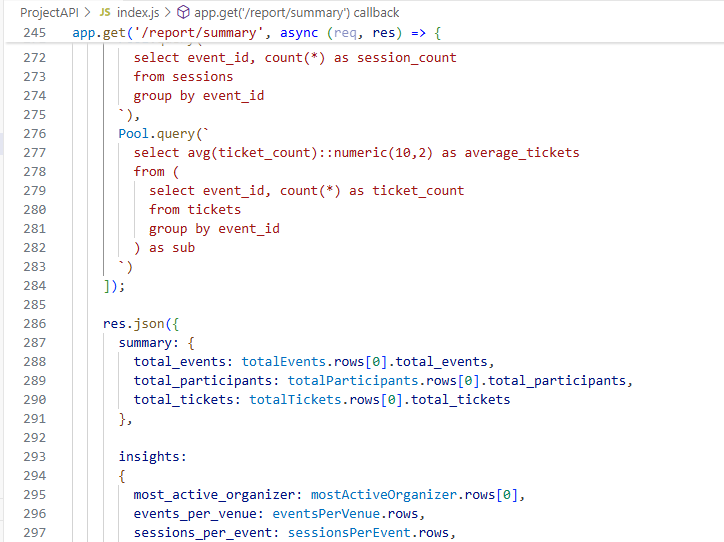 ProjectAPI > JS index.js > app.get('/report/summary') callback
245 app.get('/report/summary', async (req, res) => {
272 select event_id, count(*) as session_count
273 from sessions
274 group by event_id
275 `),
276 Pool.query(`
277 select avg(ticket_count)::numeric(10,2) as average_tickets
278 from (
279 select event_id, count(*) as ticket_count
280 from tickets
281 group by event_id
282 ) as sub
283 `)
284 ]);
285
286 res.json({
287 summary: {
288 total_events: totalEvents.rows[0].total_events,
289 total_participants: totalParticipants.rows[0].total_participants,
290 total_tickets: totalTickets.rows[0].total_tickets
291 },
292
293 insights:
294 {
295 most_active_organizer: mostActiveOrganizer.rows[0],
296 events_per_venue: eventsPerVenue.rows,
297 sessions_per_event: sessionsPerEvent.rows,